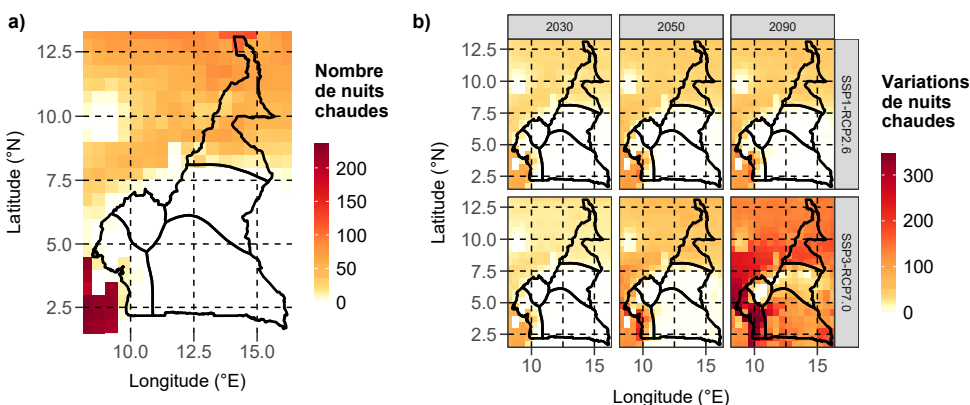 a)
12.5
10.0
7.5
5.0
2.5
Latitude (°N)
10.0 12.5 15.0
Longitude (°E)
Nombre
de nuits
chaudes
200
150
100
50
0
b)
2030 2050 2090
12.5
10.0
7.5
5.0
2.5
SSP1-RCP2.6
12.5
10.0
7.5
5.0
2.5
SSP3-RCP7.0
Latitude (°N)
10 15 10 15 10 15
Longitude (°E)
Variations
de nuits
chaudes
300
200
100
0